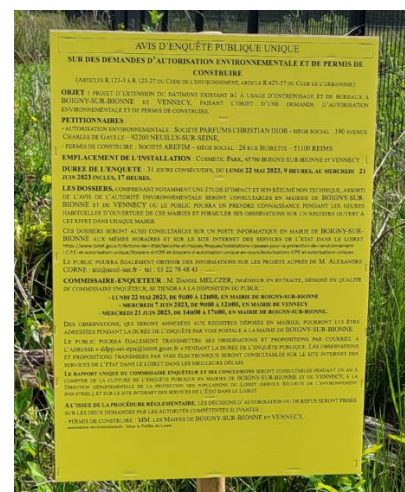 AVIS D'ENQUÊTE PUBLIQUE UNIQUE
SUR DES DEMANDES D'AUTORISATION ENVIRONNEMENTALE ET DE PERMIS DE
CONSTRUIRE
(ARTICLES R.123-3 À R.123-27 DU CODE DE L'ENVIRONNEMENT, ARTICLE R.423-57 DU CODE DE L'URBANISME)
OBJET : PROJET D'EXTENSION DU BÂTIMENT EXISTANT B1 À USAGE D'ENTREPOSAGE ET DE BUREAUX À
BOIGNY-SUR-BIONNE ET VENNECY, FAISANT L'OBJET D'UNE DEMANDE D'AUTORISATION
ENVIRONNEMENTALE ET DE PERMIS DE CONSTRUIRE.
PETITIONNAIRES :
- AUTORISATION ENVIRONNEMENTALE : SOCIÉTÉ PARFUMS CHRISTIAN DIOR - SIÈGE SOCIAL : 190 AVENUE
CHARLES DE GAULLE – 92200 NEUILLY-SUR-SEINE,
- PERMIS DE CONSTRUIRE : SOCIÉTÉ AREFIM – SIÈGE SOCIAL : 28 RUE BUIRETTE – 51100 REIMS
EMPLACEMENT DE L'INSTALLATION : COSMETIC PARK, 45760 BOIGNY-SUR-BIONNE ET VENNECY
DUREE DE L'ENQUETE : 31 JOURS CONSÉCUTIFS, DU LUNDI 22 MAI 2023, 9 HEURES, AU MERCREDI 21
JUIN 2023 INCLUS, 17 HEURES.
LES DOSSIERS, COMPRENANT NOTAMMENT UNE ÉTUDE D'IMPACT ET SON RÉSUMÉ NON TECHNIQUE, ASSORTI
DE L'AVIS DE L'AUTORITÉ ENVIRONNEMENTALE SERONT CONSULTABLES EN MAIRIES DE BOIGNY-SUR-
BIONNE ET DE VENNECY OÙ LE PUBLIC POURRA EN PRENDRE CONNAISSANCE PENDANT LES HEURES
HABITUELLES D'OUVERTURE DE CES MAIRIES ET FORMULER SES OBSERVATIONS SUR UN REGISTRE OUVERT À
CET EFFET DANS CHAQUE COMMUNE.
CES DOSSIERS SERONT AUSSI CONSULTABLES SUR UN POSTE INFORMATIQUE EN MAIRIE DE BOIGNY-SUR-
BIONNE AUX MÊMES HORAIRES ET SUR LE SITE INTERNET DES SERVICES DE L'ÉTAT DANS LE LOIRET
LE PUBLIC POURRA ÉGALEMENT OBTENIR DES INFORMATIONS SUR LES PROJETS AUPRÈS DE M. ALEXANDRE
CORNE : tel : 03 22 78 48 43
COMMISSAIRE-ENQUÊTEUR : M. DANIEL MELCZER, INGÉNIEUR EN RETRAITE, DÉSIGNÉ EN QUALITÉ
DE COMMISSAIRE ENQUÊTEUR, SE TIENDRA À LA DISPOSITION DU PUBLIC :
- LUNDI 22 MAI 2023, DE 9H00 À 12H00, EN MAIRIE DE BOIGNY-SUR-BIONNE
- MERCREDI 7 JUIN 2023, DE 9H00 À 12H00, EN MAIRIE DE VENNECY
- MERCREDI 21 JUIN 2023, DE 14H00 À 17H00, EN MAIRIE DE BOIGNY-SUR-BIONNE.
DES OBSERVATIONS, QUI SERONT ANNEXÉES AUX REGISTRES DÉPOSÉS EN MAIRIES, POURRONT LUI ÊTRE
ADRESSÉES PENDANT LA DURÉE DE L'ENQUÊTE PAR VOIE POSTALE À LA MAIRIE DE BOIGNY-SUR-BIONNE
LE PUBLIC POURRA ÉGALEMENT TRANSMETTRE SES OBSERVATIONS ET PROPOSITIONS PAR COURRIEL À
L'ADRESSE PENDANT LA DURÉE DE L'ENQUÊTE PUBLIQUE. LES OBSERVATIONS
ET PROPOSITIONS TRANSMISES PAR VOIE ÉLECTRONIQUE SERONT CONSULTABLES SUR LE SITE INTERNET DES
SERVICES DE L'ÉTAT DANS LE LOIRET DANS LES MEILLEURS DÉLAIS.
LE RAPPORT UNIQUE DU COMMISSAIRE ENQUÊTEUR ET SES CONCLUSIONS SERONT CONSULTABLES PENDANT UN AN À
COMPTER DE LA CLÔTURE DE L'ENQUÊTE PUBLIQUE EN MAIRIES DE BOIGNY-SUR-BIONNE ET DE VENNECY, À LA
DIRECTION DÉPARTEMENTALE DE LA PROTECTION DES POPULATIONS DU LOIRET (SERVICE SÉCURITÉ DE L'ENVIRONNEMENT
INDUSTRIEL), ET SUR LE SITE INTERNET DES SERVICES DE L'ÉTAT DANS LE LOIRET
A L'ISSUE DE LA PROCÉDURE RÉGLEMENTAIRE, LES DÉCISIONS D'AUTORISATION OU DE REFUS SERONT PRISES
SUR LES DEUX DEMANDES PAR LES AUTORITÉS COMPÉTENTES SUIVANTES :
- PERMIS DE CONSTRUIRE : MM. LES MAIRES DE BOIGNY-SUR-BIONNE ET VENNECY,